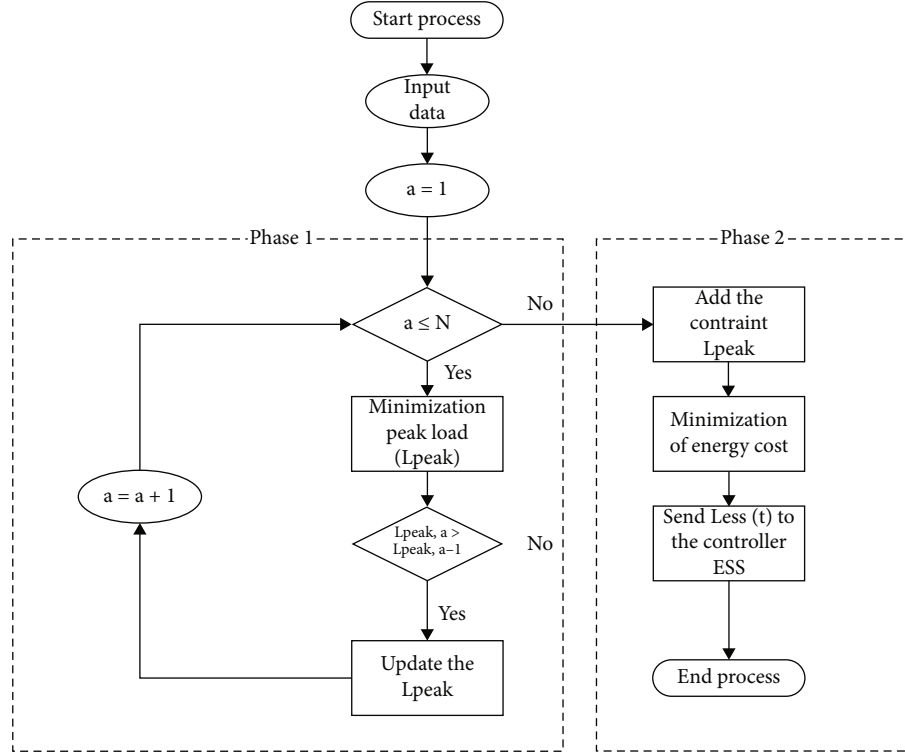 Start process
Input
data
a = 1
Phase 1
Phase 2
a ≤ N
No
Yes
Add the
contraint
Lpeak
Minimization
peak load
(Lpeak)
Minimization
of energy cost
a = a + 1
Lpeak, a >
Lpeak, a–1
No
Yes
Send Less (t) to
the controller
ESS
Update the
Lpeak
End process